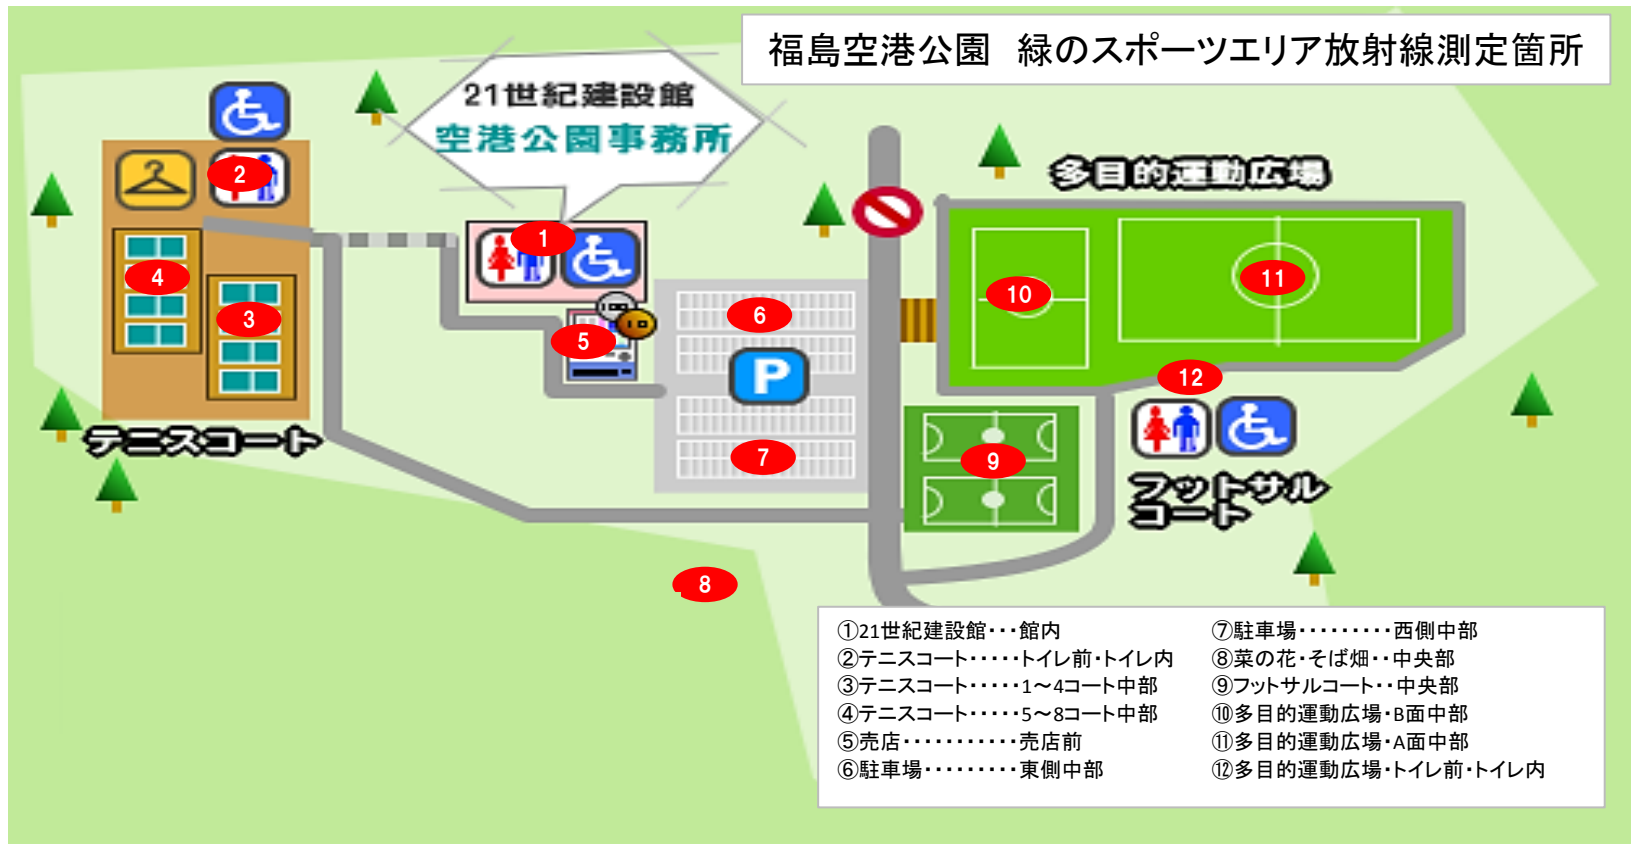 福島空港公園　緑のスポーツエリア放射線測定箇所
21世紀建設館
空港公園事務所
多目的運動広場
2
1
4
3
5
6
10
11
P
12
7
9
テニスコート
フットサル
コート
8
①21世紀建設館･･･館内
②テニスコート･････トイレ前･トイレ内
③テニスコート･････1～4コート中部
④テニスコート･････5～8コート中部
⑤売店･･･････････売店前
⑥駐車場･････････東側中部
⑦駐車場･････････西側中部
⑧菜の花･そば畑･･中央部
⑨フットサルコート･･中央部
⑩多目的運動広場･B面中部
⑪多目的運動広場･A面中部
⑫多目的運動広場･トイレ前･トイレ内